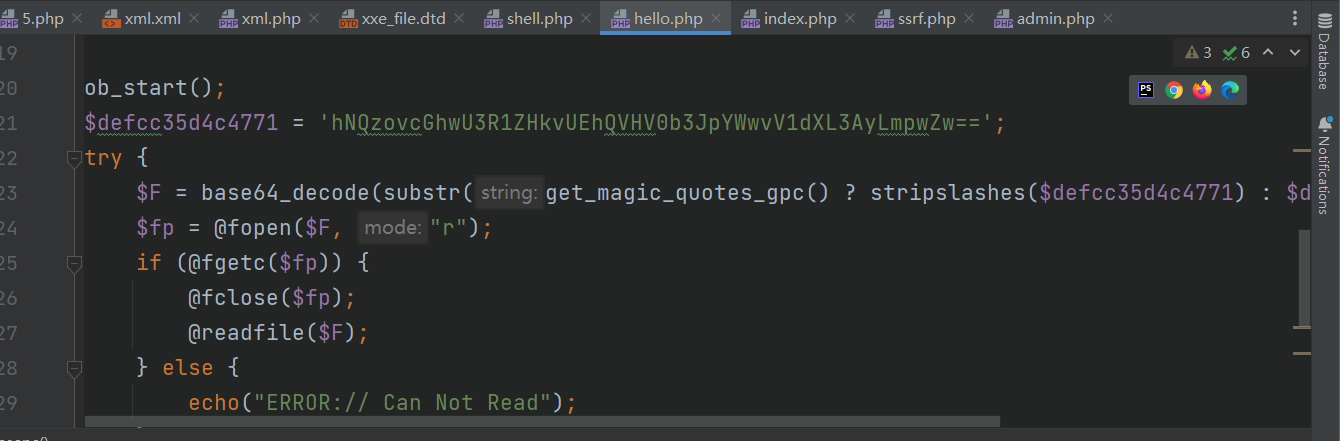 5.php xml.xml xml.php xxe_file.dtd shell.php hello.php index.php ssrf.php admin.php
3 6
ob_start();
21 $defcc35d4c4771 = 'hNQzovcGhwU3R1ZHkvUEhQVHV0b3JpYWwvV1dXL3AyLmpwZw==';
22 try {
23 $F = base64_decode(substr( string: get_magic_quotes_gpc() ? stripslashes($defcc35d4c4771) : $d
24 $fp = @fopen($F, mode: "r");
25 if (@fgetc($fp)) {
26 @fclose($fp);
27 @readfile($F);
28 } else {
29 echo("ERROR:// Can Not Read");
Database
Notifications